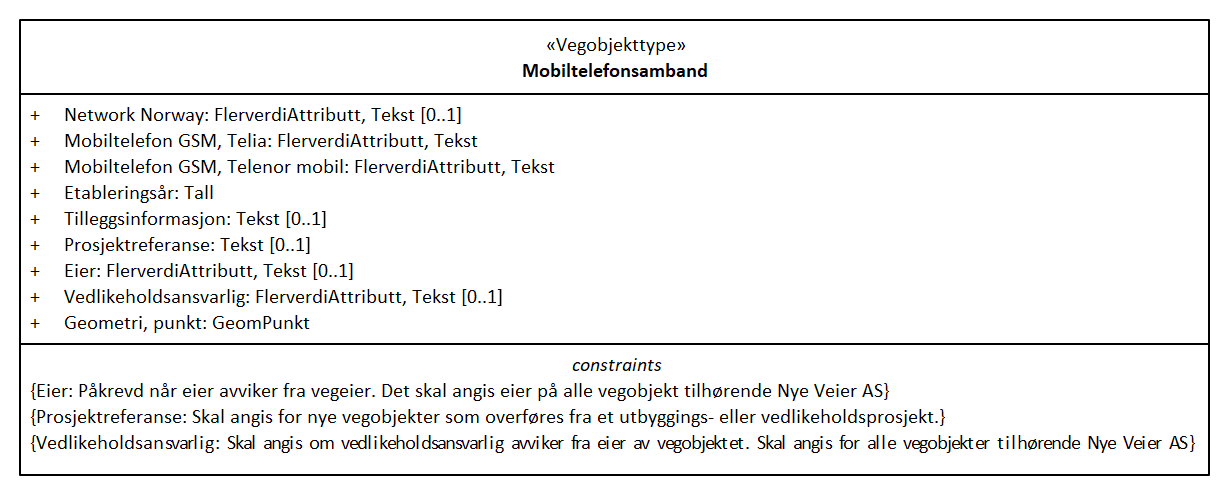 «Vegobjekttype»
Mobiltelefonsamband
+ Network Norway: FlerverdiAttributt, Tekst [0..1]
+ Mobiltelefon GSM, Telia: FlerverdiAttributt, Tekst
+ Mobiltelefon GSM, Telenor mobil: FlerverdiAttributt, Tekst
+ Etableringsår: Tall
+ Tilleggsinformasjon: Tekst [0..1]
+ Prosjektreferanse: Tekst [0..1]
+ Eier: FlerverdiAttributt, Tekst [0..1]
+ Vedlikeholdsansvarlig: FlerverdiAttributt, Tekst [0..1]
+ Geometri, punkt: GeomPunkt
constraints
{Eier: Påkrevd når eier avviker fra vegeier. Det skal angis eier på alle vegobjekt tilhørende Nye Veier AS}
{Prosjektreferanse: Skal angis for nye vegobjekter som overføres fra et utbyggings- eller vedlikeholdsprosjekt.}
{Vedlikeholdsansvarlig: Skal angis om vedlikeholdsansvarlig avviker fra eier av vegobjektet. Skal angis for alle vegobjekter tilhørende Nye Veier AS}